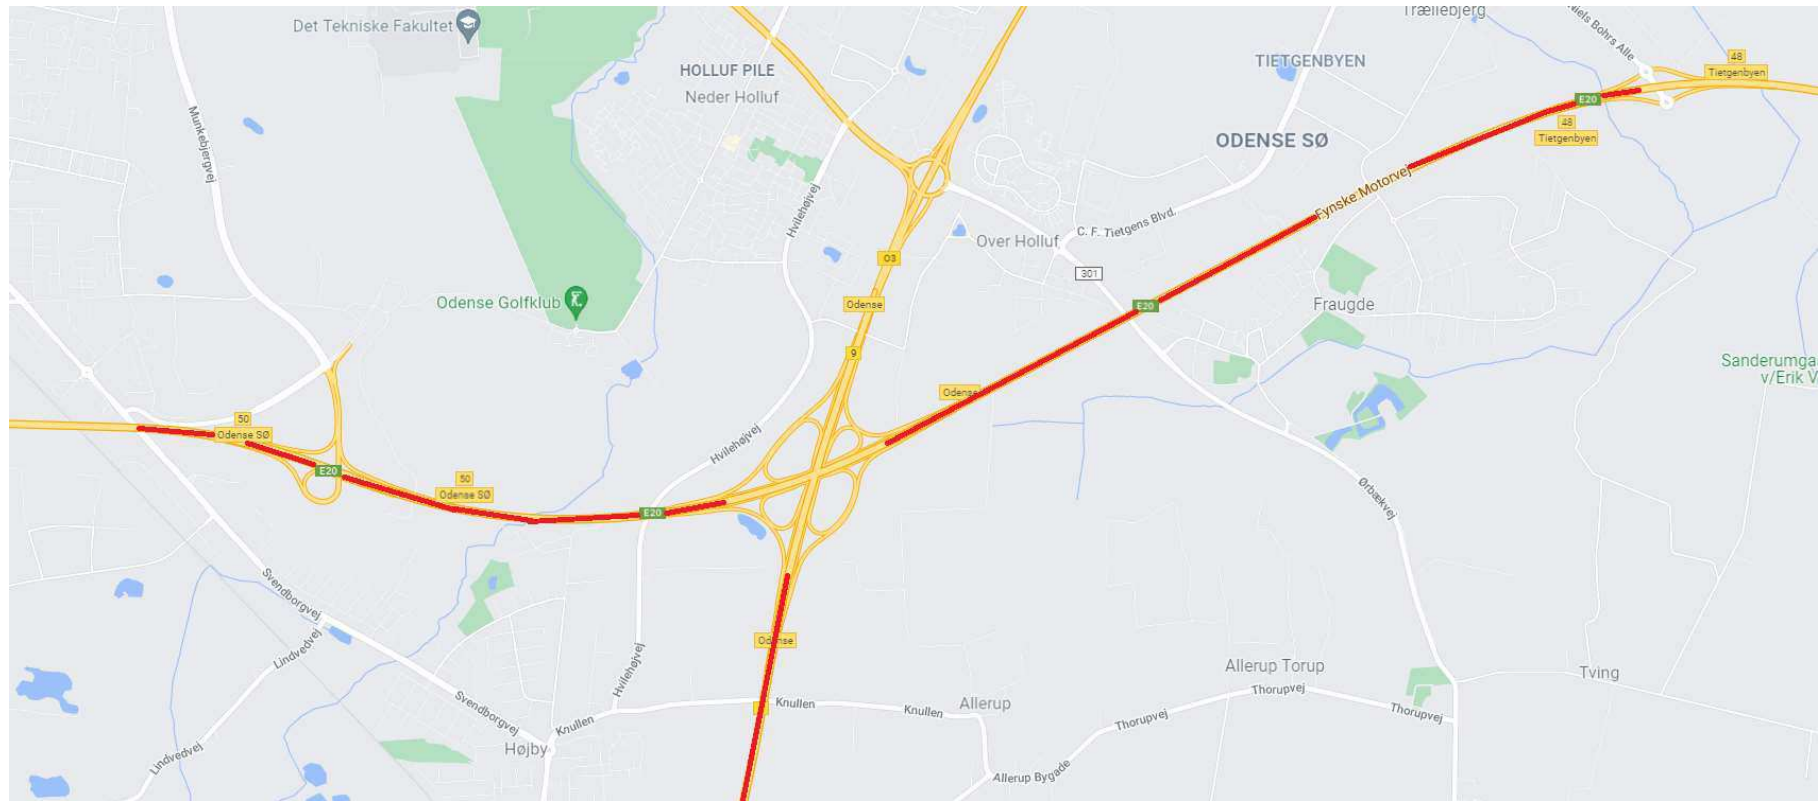 Det Tekniske Fakultet
HOLLUF PILE
Neder Holluf
Munkebjergvej
Hvilehøjvej
TIETGENBYEN
Trællebjerg
Niels Bohrs Alle
48
Tietgenbyen
E20
48
Tietgenbyen
ODENSE SØ
Fynske Motorvej
C. F. Tietgens Blvd.
Over Holluf
301
O3
Odense
9
Odense Golfklub
E20
Fraugde
Sanderumga
v/Erik V
Odense
50
Odense SØ
E20
50
Odense SØ
Hvilehøjvej
E20
Ørbækvej
Svendborgvej
Lindvedvej
Odense
Hvilehøjvej
Allerup Torup
Tving
Svendborgvej
Knullen
Knullen
Knullen
Allerup
Thorupvej
Thorupvej
Thorupvej
Højby
Lindvedvej
Allerup Bygade